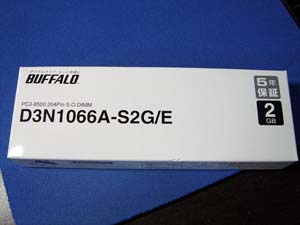 BUFFALO
PC3-8500 204Pin S.O.DIMM
D3N1066A-S2G/E
5年
保証
2
GB